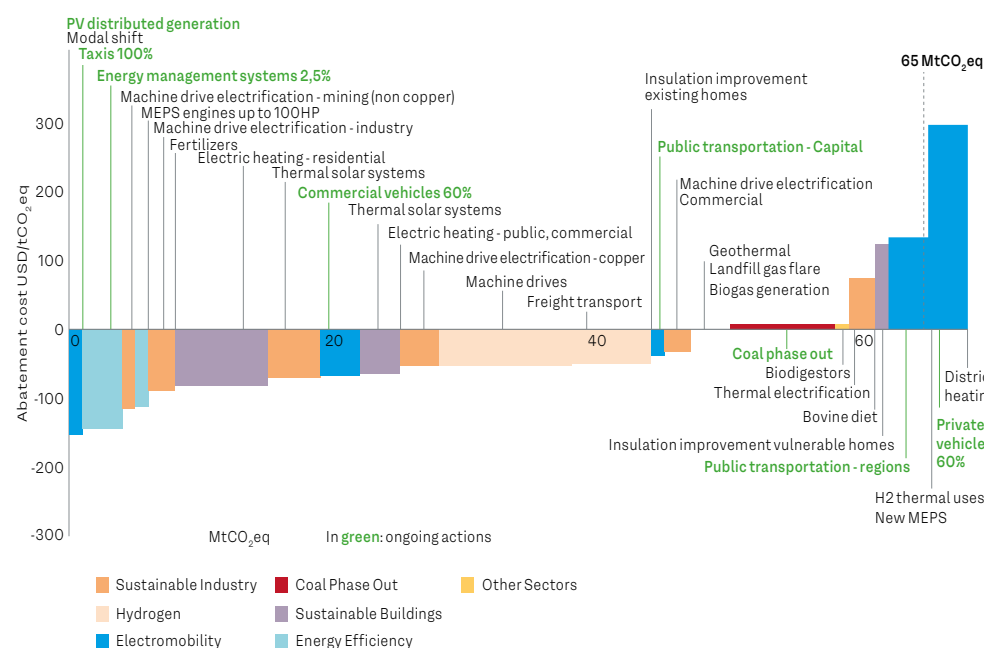 PV distributed generation
Modal shift
Taxis 100%
Energy management systems 2,5%
Machine drive electrification - mining (non copper)
MEPS engines up to 100HP
Machine drive electrification - industry
Fertilizers
Electric heating - residential
Thermal solar systems
Commercial vehicles 60%
Thermal solar systems
Electric heating - public, commercial
Machine drive electrification - copper
Machine drives
Freight transport
Insulation improvement
existing homes
Public transportation - Capital
Machine drive electrification
Commercial
Geothermal
Landfill gas flare
Biogas generation
65 MtCO2eq
Abatement cost USD/tCO2eq
300
200
100
0
-100
-200
-300
0
20
40
60
Coal phase out
Biodigestors
Thermal electrification
Bovine diet
Insulation improvement vulnerable homes
Public transportation - regions
Distric
heatin
Private
vehicle
60%
H2 thermal uses
New MEPS
MtCO2eq
In green: ongoing actions
Sustainable Industry
Coal Phase Out
Other Sectors
Hydrogen
Sustainable Buildings
Electromobility
Energy Efficiency